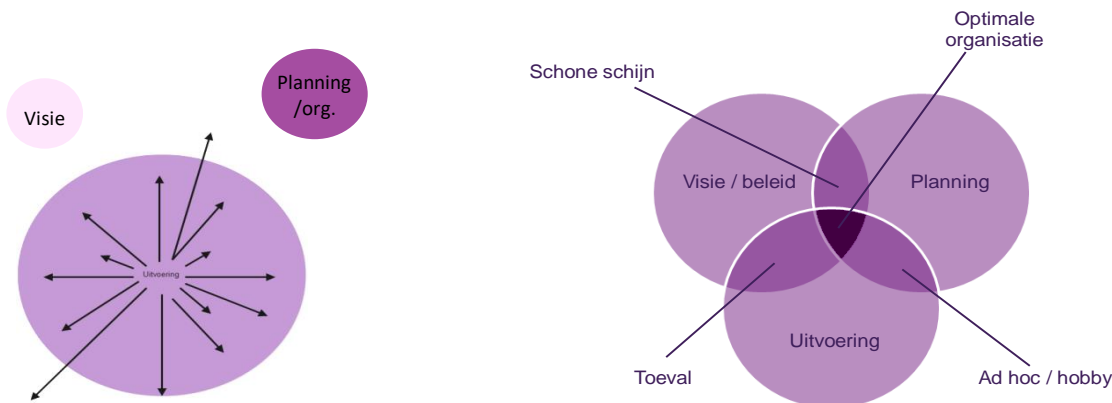 Visie
Planning
/org.
Uitvoering
Optimale
organisatie
Schone schijn
Visie / beleid
Planning
Uitvoering
Toeval
Ad hoc / hobby